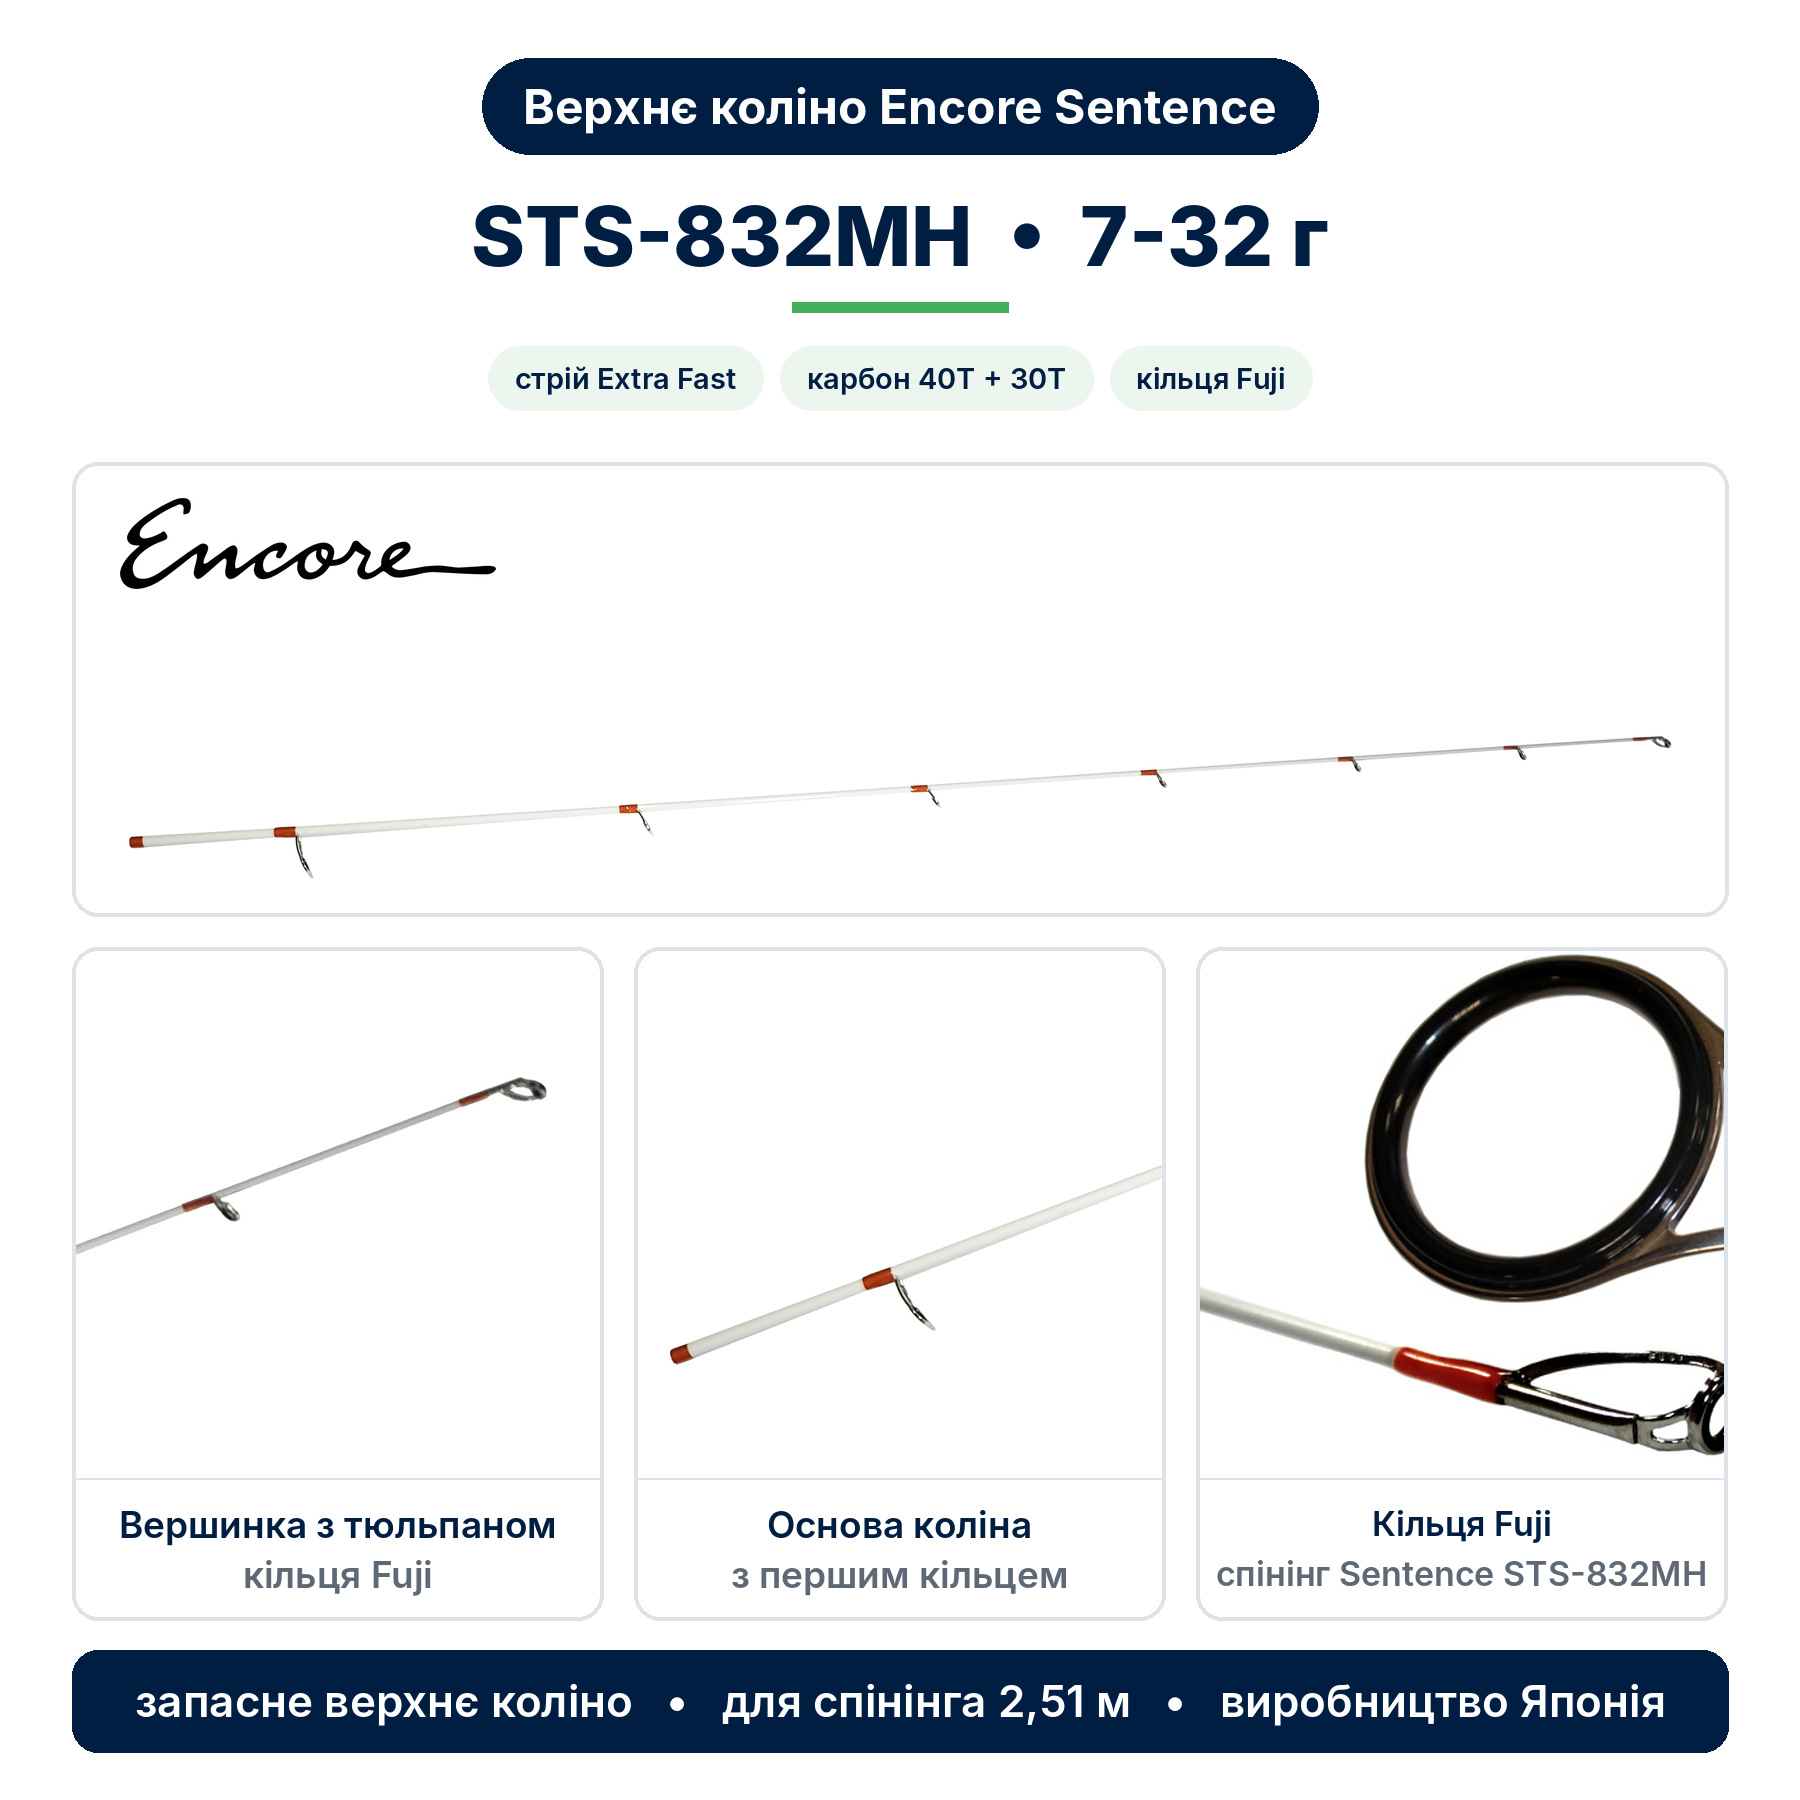 Верхнє коліно Encore Sentence
STS-832MH • 7-32 г
стрій Extra Fast
карбон 40T + 30T
кільця Fuji
Encore
Вершинка з тюльпаном
кільця Fuji
Основа коліна
з першим кільцем
Кільця Fuji
спінінг Sentence STS-832MH
запасне верхнє коліно • для спінінга 2,51 м • виробництво Японія